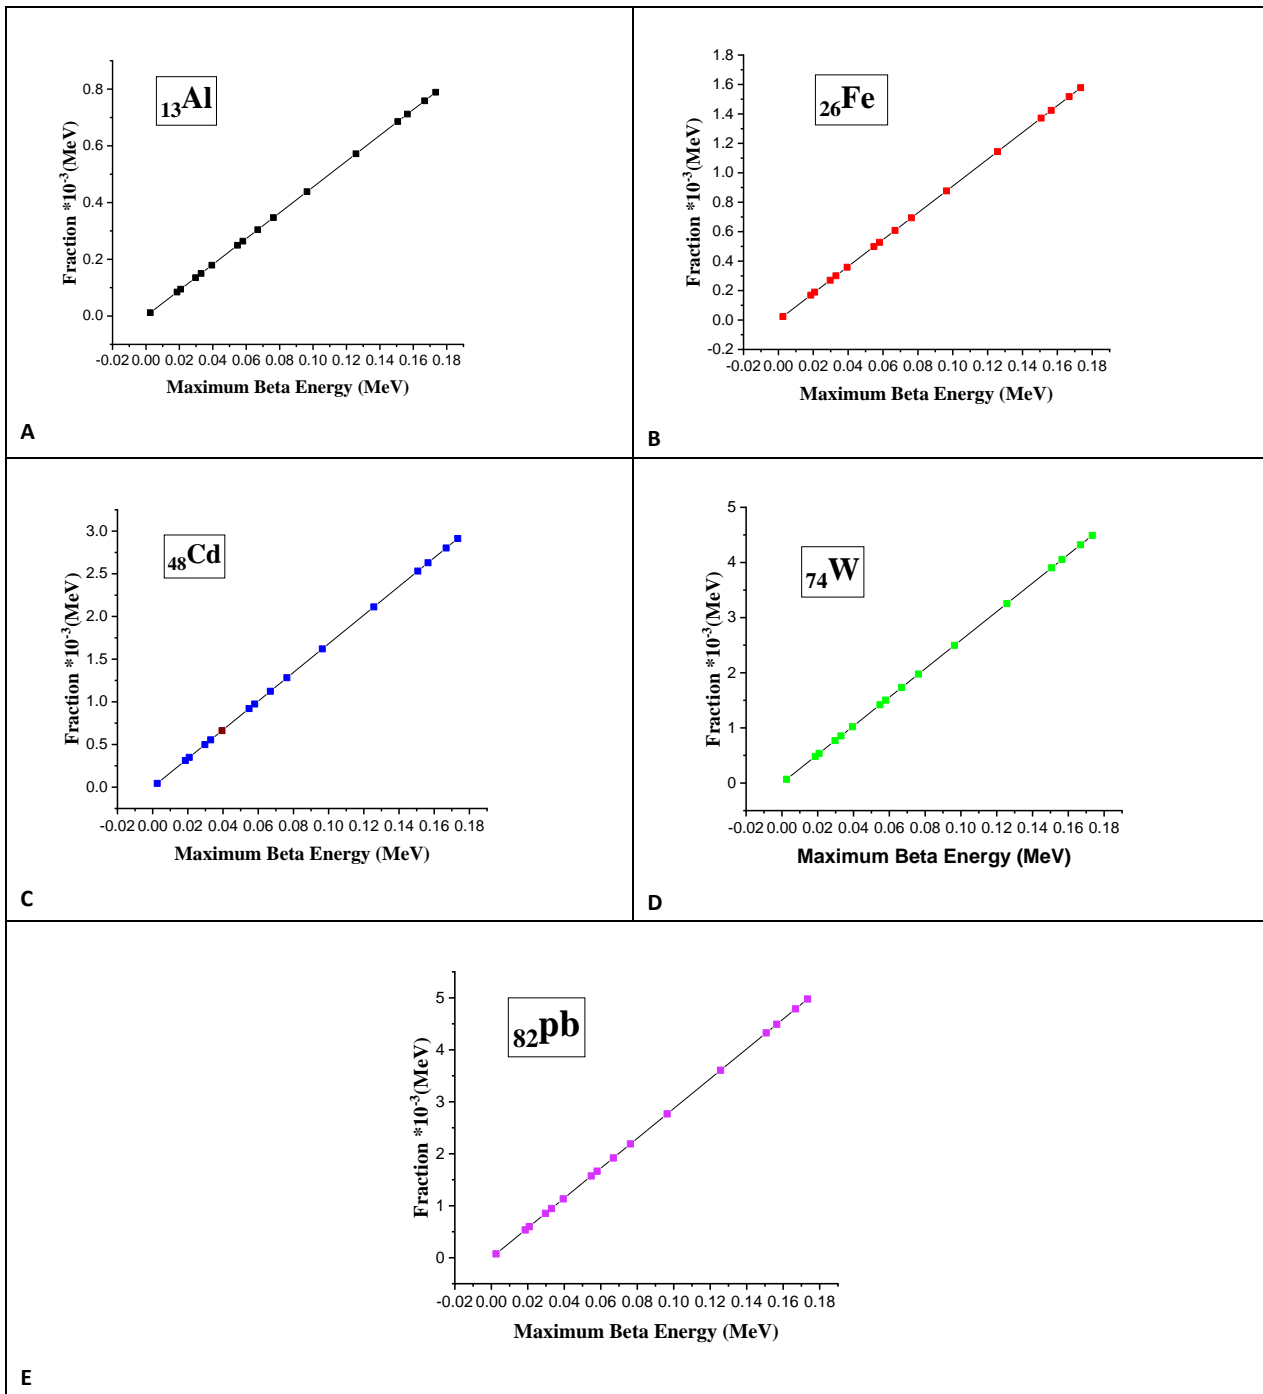 ₁₃Al
Fraction *10⁻³(MeV)
0.8
0.6
0.4
0.2
0.0
-0.02 0.00 0.02 0.04 0.06 0.08 0.10 0.12 0.14 0.16 0.18
Maximum Beta Energy (MeV)
A
₂₆Fe
Fraction *10⁻³(MeV)
1.8
1.6
1.4
1.2
1.0
0.8
0.6
0.4
0.2
0.0
-0.2
-0.02 0.00 0.02 0.04 0.06 0.08 0.10 0.12 0.14 0.16 0.18
Maximum Beta Energy (MeV)
B
₄₈Cd
Fraction *10⁻³(MeV)
3.0
2.5
2.0
1.5
1.0
0.5
0.0
-0.02 0.00 0.02 0.04 0.06 0.08 0.10 0.12 0.14 0.16 0.18
Maximum Beta Energy (MeV)
C
₇₄W
Fraction *10⁻³(MeV)
5
4
3
2
1
0
-0.02 0.00 0.02 0.04 0.06 0.08 0.10 0.12 0.14 0.16 0.18
Maximum Beta Energy (MeV)
D
₈₂pb
Fraction *10⁻³(MeV)
5
4
3
2
1
0
-0.02 0.00 0.02 0.04 0.06 0.08 0.10 0.12 0.14 0.16 0.18
Maximum Beta Energy (MeV)
E